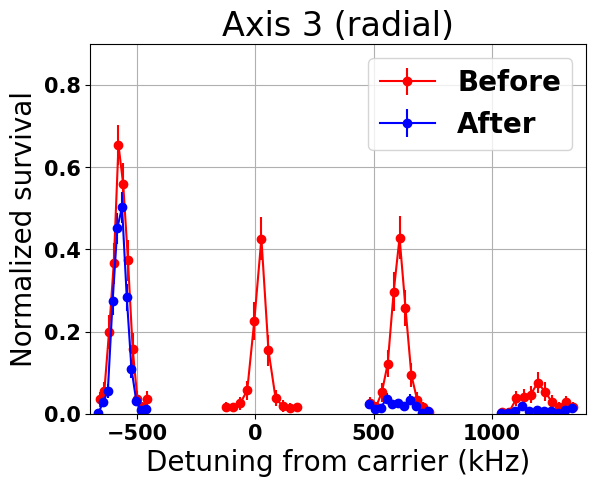 Axis 3 (radial)
Before
After
Normalized survival
0.8
0.6
0.4
0.2
0.0
−500
0
500
1000
Detuning from carrier (kHz)